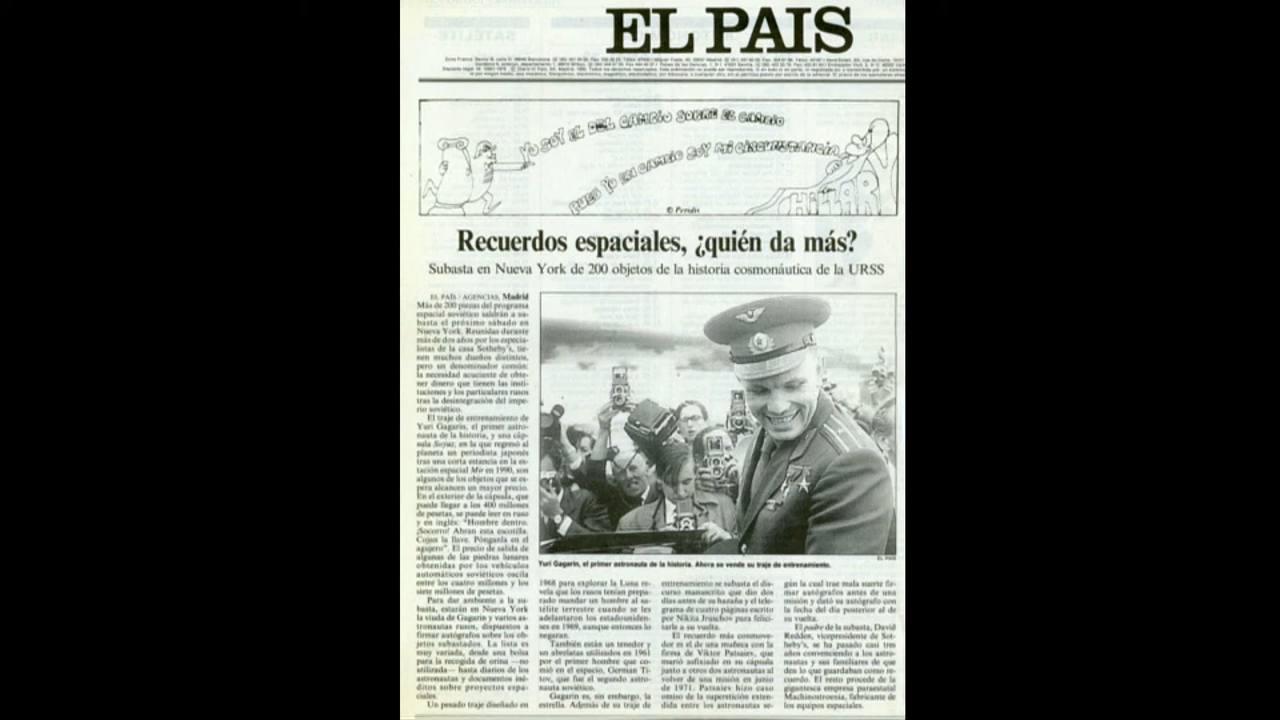 EL PAIS
YO SOY EL DEL CAMBIO SOBRE EL CAMBIO
PUES YO EN CAMBIO SOY MI CIRCUNSTANCIA
HILLARY
© Peridis
Recuerdos espaciales, ¿quién da más?
Subasta en Nueva York de 200 objetos de la historia cosmonáutica de la URSS
EL PAÍS / AGENCIAS, Madrid
Más de 200 piezas del programa
espacial soviético saldrán a su-
basta el próximo sábado en
Nueva York. Reunidas durante
más de dos años por los especia-
listas de la casa Sotheby's, tie-
nen muchos dueños distintos,
pero un denominador común:
la necesidad acuciante de obte-
ner dinero que tienen las insti-
tuciones y los particulares rusos
tras la desintegración del impe-
rio soviético.
El traje de entrenamiento de
Yuri Gagarin, el primer astro-
nauta de la historia, y una cáp-
sula Soyuz, en la que regresó al
planeta un periodista japonés
tras una corta estancia en la es-
tación espacial Mir en 1990, son
algunos de los objetos que se es-
pera alcancen un mayor precio.
En el exterior de la cápsula, que
puede llegar a los 400 millones
de pesetas, se puede leer en ruso
y en inglés: "Hombre dentro.
¡Socorro! Abran esta escotilla.
Cojan la llave. Pónganla en el
agujero". El precio de salida de
algunas de las piedras lunares
obtenidas por los vehículos
automáticos soviéticos oscila
entre los cuatro millones y los
siete millones de pesetas.
Para dar ambiente a la su-
basta, estarán en Nueva York
la viuda de Gagarin y varios as-
tronautas rusos, dispuestos a
firmar autógrafos sobre los ob-
jetos subastados. La lista es
muy variada, desde una bolsa
para la recogida de orina —no
utilizada— hasta diarios de los
astronautas y documentos iné-
ditos sobre proyectos espa-
ciales.
Un pesado traje diseñado en
EL PAÍS
Yuri Gagarin, el primer astronauta de la historia. Ahora se vende su traje de entrenamiento.
1968 para explorar la Luna re-
vela que los rusos tenían prepa-
rado mandar un hombre al sa-
télite terrestre cuando se les
adelantaron los estadouniden-
ses en 1969, aunque entonces lo
negaran.
También están un tenedor y
un abrelatas utilizados en 1961
por el primer hombre que co-
mió en el espacio, German Ti-
tov, que fue el segundo astro-
nauta soviético.
Gagarin es, sin embargo, la
estrella. Además de su traje de
entrenamiento se subasta el dis-
curso manuscrito que dio dos
días antes de su hazaña y el tele-
grama de cuatro páginas escrito
por Nikita Jruschov para felici-
tarle a su vuelta.
El recuerdo más conmove-
dor es el de una muñeca con la
firma de Viktor Patsaiev, que
murió asfixiado en su cápsula
junto a otros dos astronautas al
volver de una misión en junio
de 1971. Patsaiev hizo caso
omiso de la superstición exten-
dida entre los astronautas se-
gún la cual trae mala suerte fir-
mar autógrafos antes de una
misión y dató su autógrafo con
la fecha del día posterior al de
su vuelta.
El padre de la subasta, David
Redden, vicepresidente de Sot-
heby's, se ha pasado casi tres
años convenciendo a los astro-
nautas y sus familiares de que
den lo que guardaban como re-
cuerdo. El resto procede de la
gigantesca empresa paraestatal
Machinostroenia, fabricante de
los equipos espaciales.